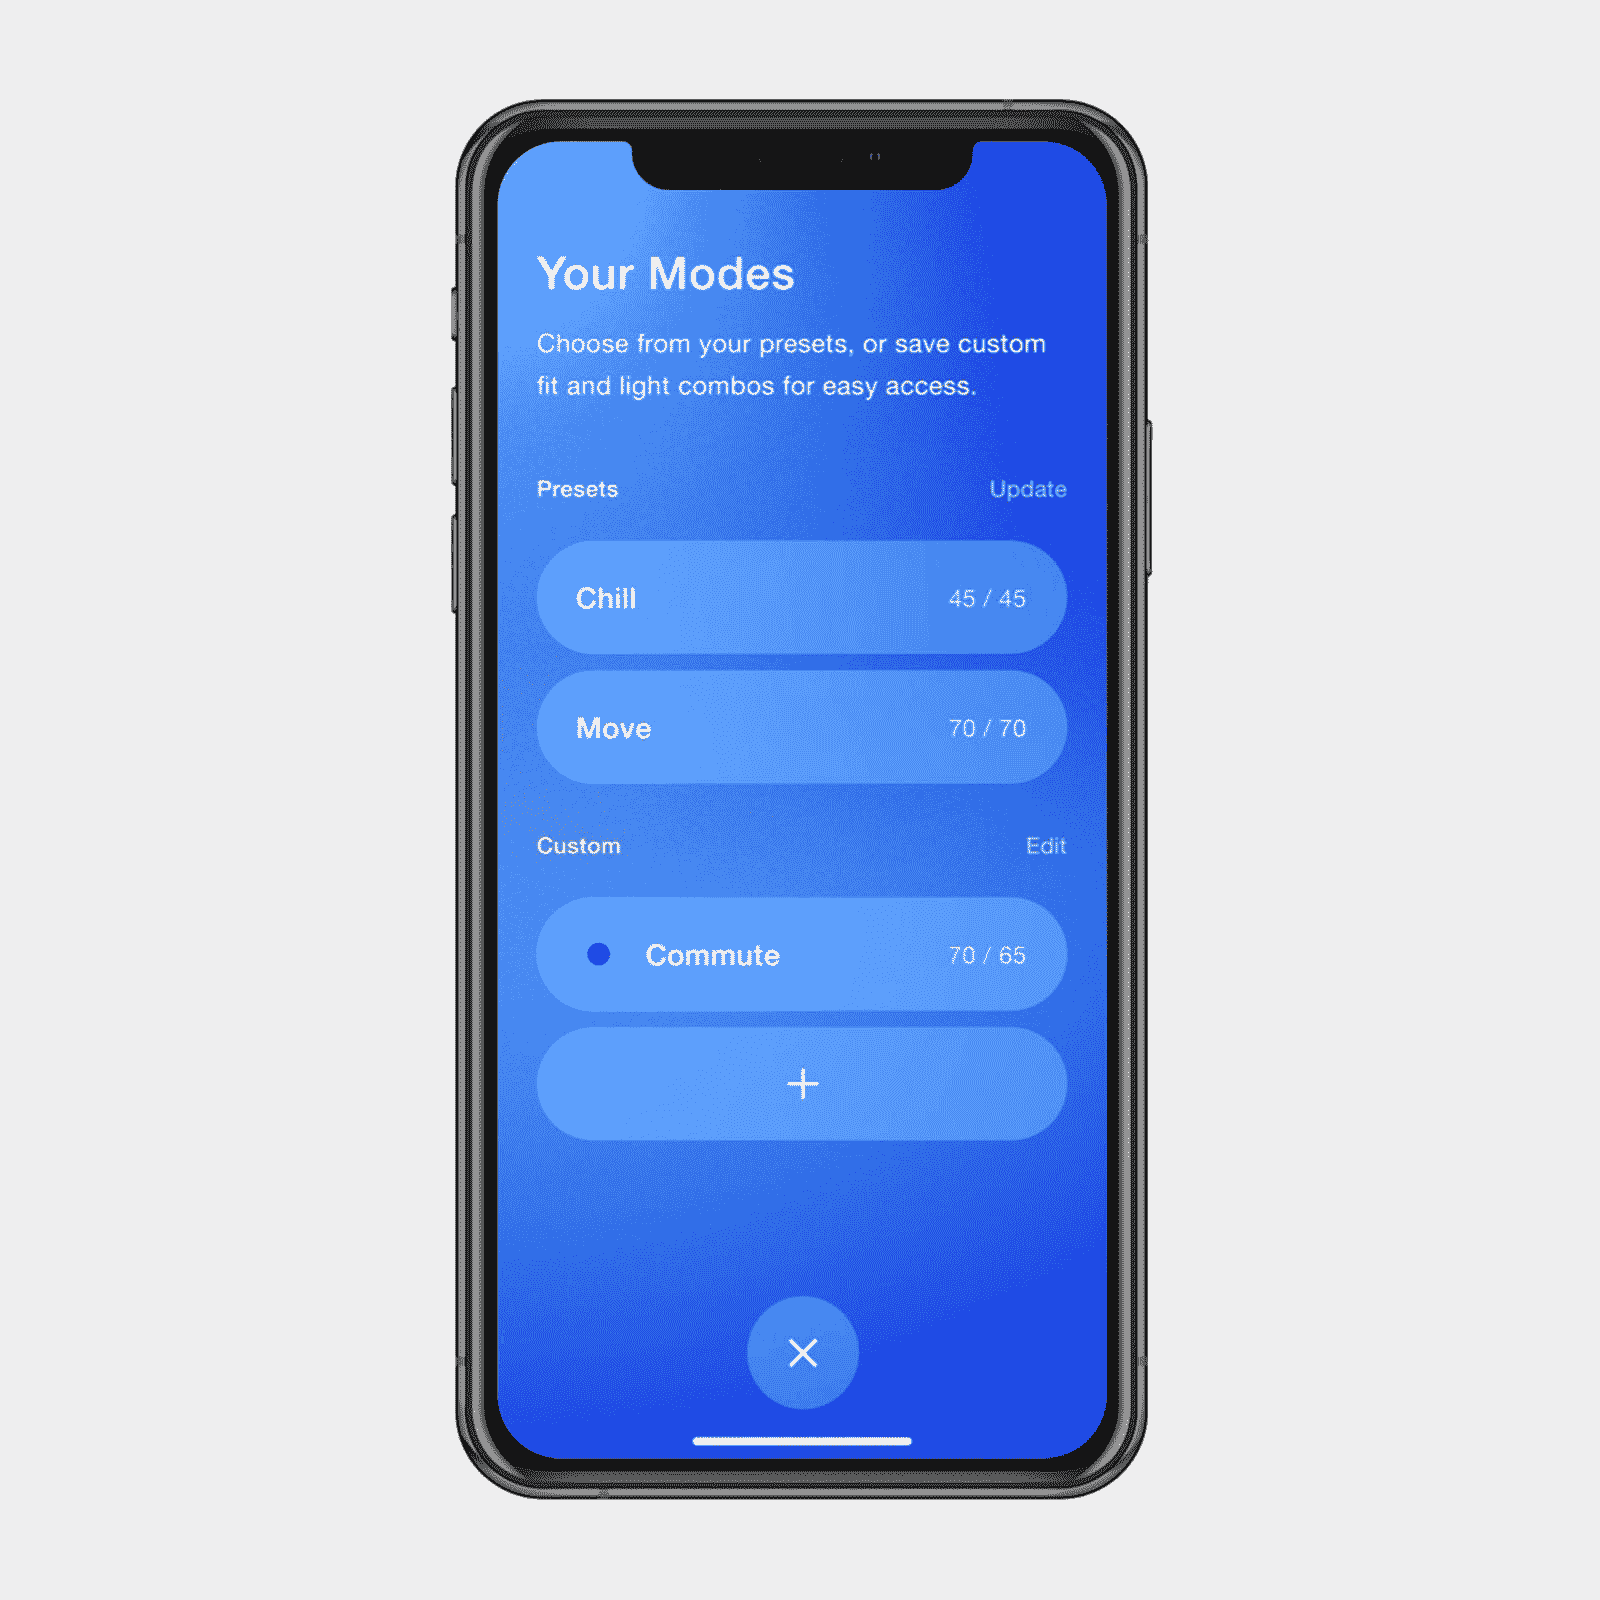 Your Modes
Choose from your presets, or save custom
fit and light combos for easy access.
Presets Update
Chill 45 / 45
Move 70 / 70
Custom Edit
Commute 70 / 65